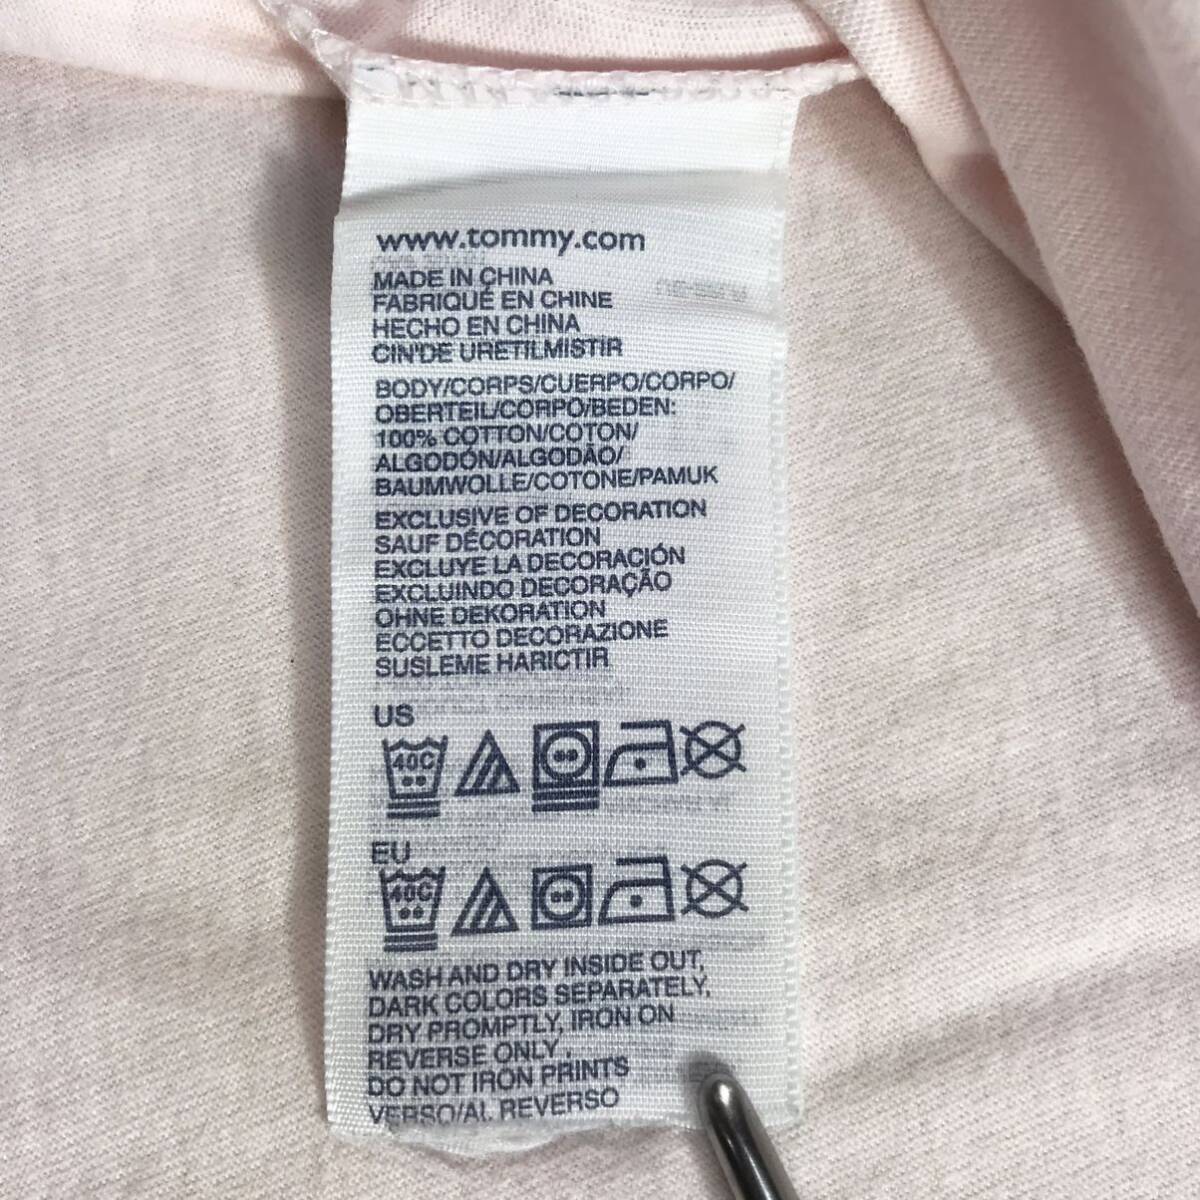 www.tommy.com
MADE IN CHINA
FABRIQUÉ EN CHINE
HECHO EN CHINA
CIN'DE URETILMISTIR
BODY/CORPS/CUERPO/CORPO/
OBERTEIL/CORPO/BEDEN:
100% COTTON/COTON/
ALGODÓN/ALGODÃO/
BAUMWOLLE/COTONE/PAMUK
EXCLUSIVE OF DECORATION
SAUF DÉCORATION
EXCLUYE LA DECORACIÓN
EXCLUINDO DECORAÇÃO
OHNE DEKORATION
ECCETTO DECORAZIONE
SUSLEME HARICTIR
US
40C
EU
40C
WASH AND DRY INSIDE OUT,
DARK COLORS SEPARATELY,
DRY PROMPTLY, IRON ON
REVERSE ONLY,
DO NOT IRON PRINTS
VERSO/AL REVERSO